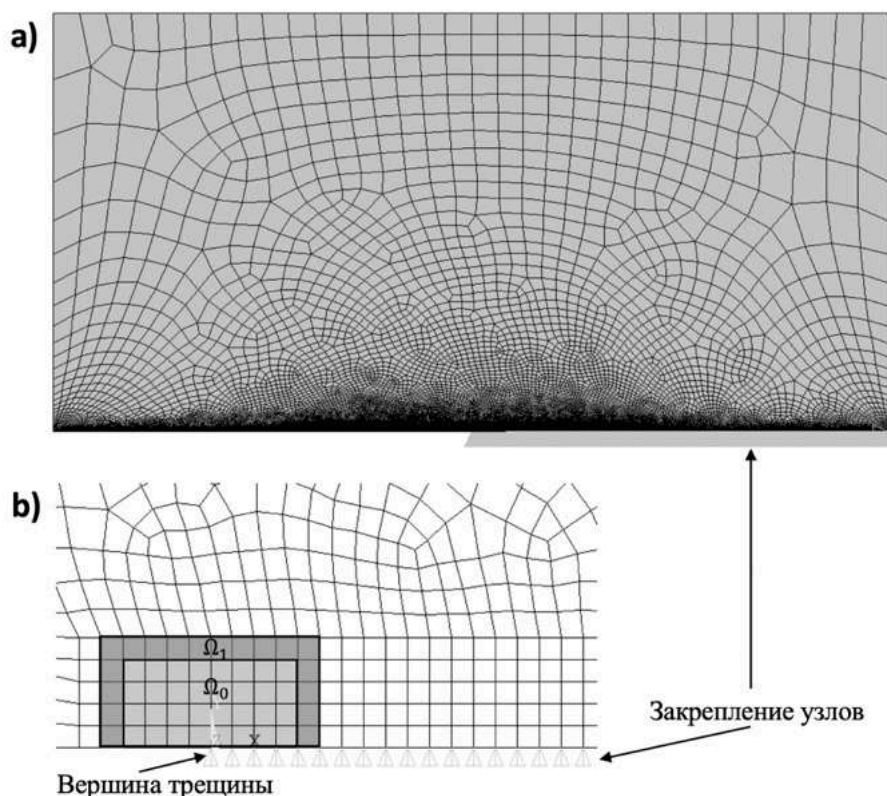 a)
b)
Ω₁
Ω₀
X
Закрепление узлов
Вершина трещины